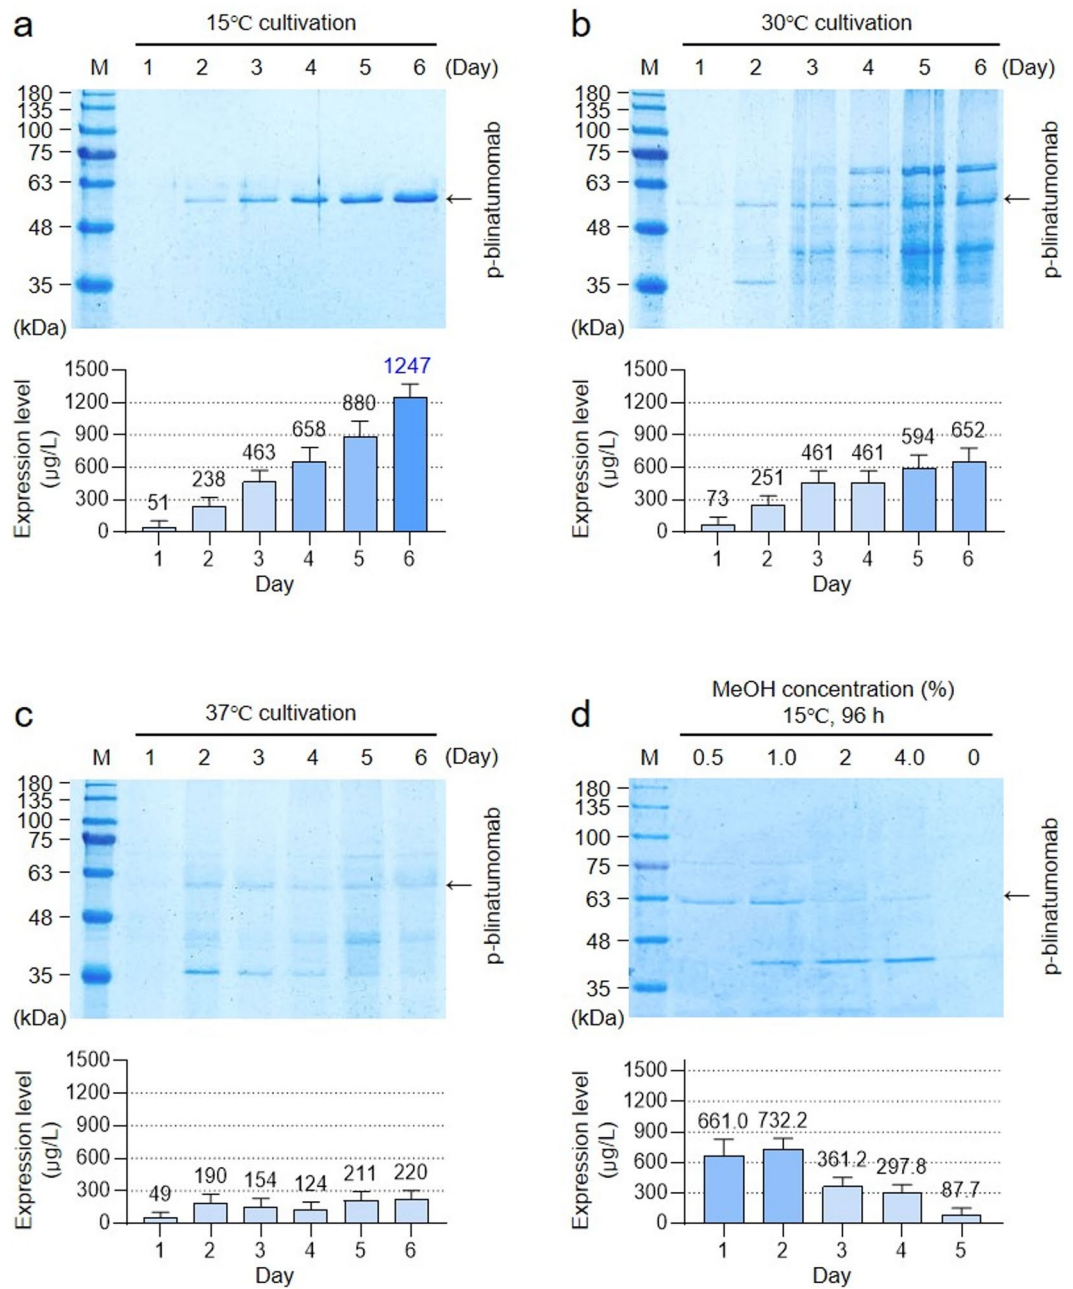 a
15℃ cultivation
M 1 2 3 4 5 6 (Day)
180
135
100
75
63
48
35
(kDa)
p-blinatumomab
←
Expression level
(μg/L)
1500
1200
900
600
300
0
51
238
463
658
880
1247
1 2 3 4 5 6
Day
b
30℃ cultivation
M 1 2 3 4 5 6 (Day)
180
135
100
75
63
48
35
(kDa)
p-blinatumomab
←
Expression level
(μg/L)
1500
1200
900
600
300
0
73
251
461
461
594
652
1 2 3 4 5 6
Day
c
37℃ cultivation
M 1 2 3 4 5 6 (Day)
180
135
100
75
63
48
35
(kDa)
p-blinatumomab
←
Expression level
(μg/L)
1500
1200
900
600
300
0
49
190
154
124
211
220
1 2 3 4 5 6
Day
d
MeOH concentration (%)
15℃, 96 h
M 0.5 1.0 2 4.0 0
180
135
100
75
63
48
35
(kDa)
p-blinatumomab
←
Expression level
(μg/L)
1500
1200
900
600
300
0
661.0
732.2
361.2
297.8
87.7
1 2 3 4 5
Day